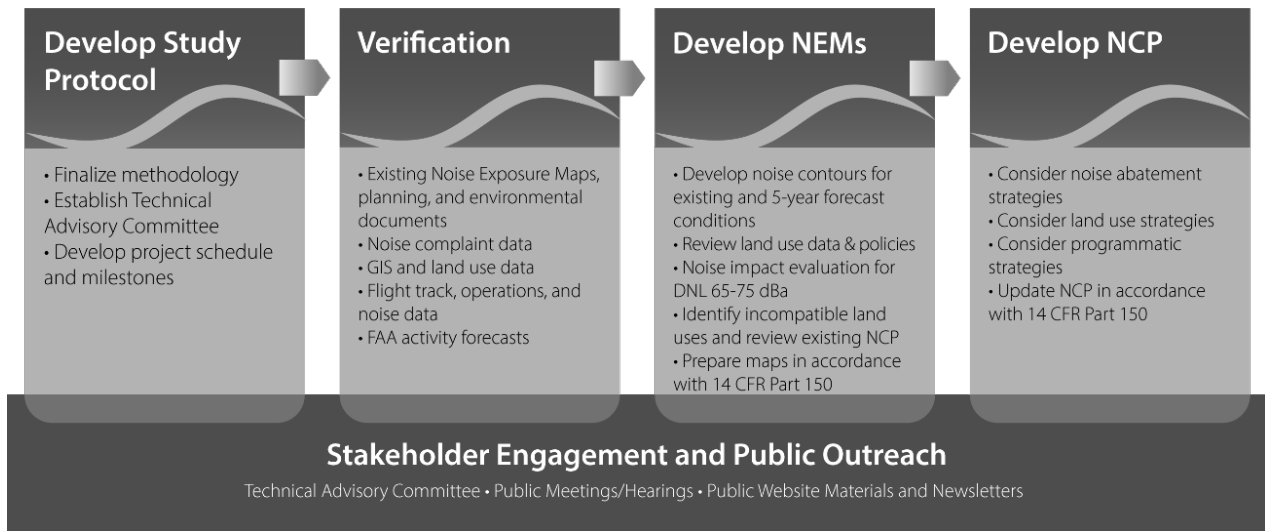 Develop Study
Protocol
• Finalize methodology
• Establish Technical
Advisory Committee
• Develop project schedule
and milestones
Verification
• Existing Noise Exposure Maps,
planning, and environmental
documents
• Noise complaint data
• GIS and land use data
• Flight track, operations, and
noise data
• FAA activity forecasts
Develop NEMs
• Develop noise contours for
existing and 5-year forecast
conditions
• Review land use data & policies
• Noise impact evaluation for
DNL 65-75 dBa
• Identify incompatible land
uses and review existing NCP
• Prepare maps in accordance
with 14 CFR Part 150
Develop NCP
• Consider noise abatement
strategies
• Consider land use strategies
• Consider programmatic
strategies
• Update NCP in accordance
with 14 CFR Part 150
Stakeholder Engagement and Public Outreach
Technical Advisory Committee • Public Meetings/Hearings • Public Website Materials and Newsletters